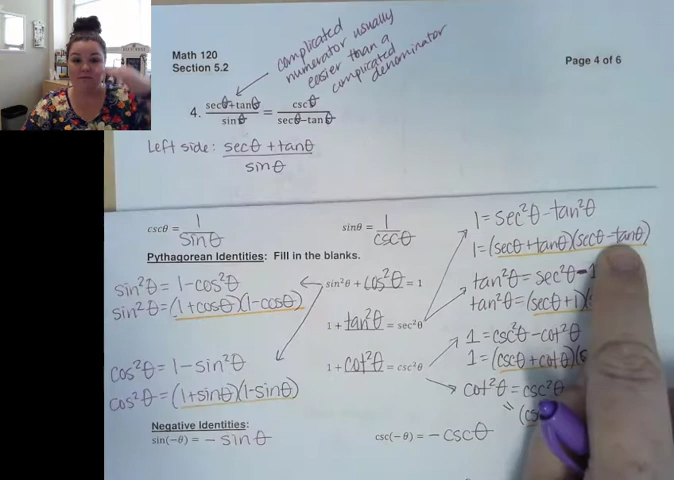 Math 120
Section 5.2
Page 4 of 6
complicated
numerator usually
easier than a
complicated
denominator
4. secθ+tanθ/sinθ = cscθ/secθ−tanθ
Left side: secθ +tanθ/sinθ
cscθ = 1/sinθ
sinθ = 1/cscθ
1=sec²θ-tan²θ
1=(secθ+tanθ)(secθ-tanθ)
Pythagorean Identities: Fill in the blanks.
sin²θ = 1-cos²θ
sin²θ=(1+cosθ)(1-cosθ)
sin²θ + cos²θ = 1
tan²θ = sec²θ-1
tan²θ= (secθ+1)(
1 + tan²θ = sec²θ
1=csc²θ-cot²θ
1=(cscθ+cotθ)(
cos²θ = 1-sin²θ
cos²θ=(1+sinθ)(1-sinθ)
1 + cot²θ = csc²θ
cot²θ=csc²θ
= (cs
Negative Identities:
sin(−θ) = -sinθ
csc(−θ) = -cscθ